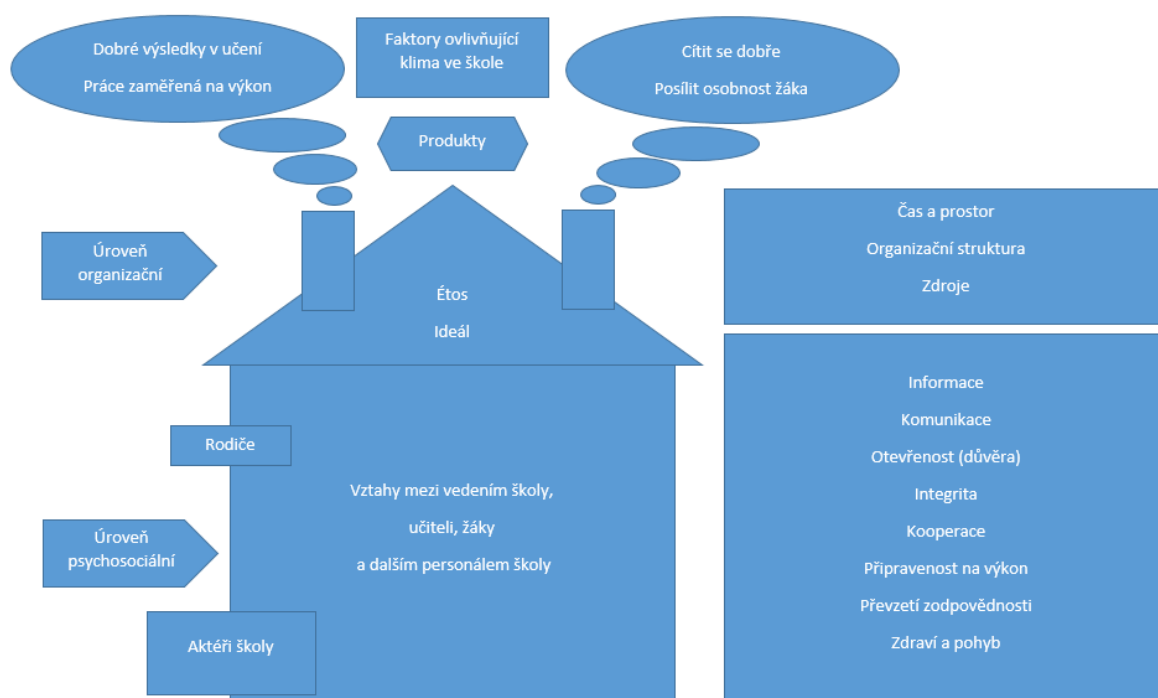 Dobré výsledky v učení
Práce zaměřená na výkon
Faktory ovlivňující
klima ve škole
Cítit se dobře
Posílit osobnost žáka
Produkty
Úroveň
organizační
Étos
Ideál
Čas a prostor
Organizační struktura
Zdroje
Rodiče
Vztahy mezi vedením školy,
učiteli, žáky
a dalším personálem školy
Úroveň
psychosociální
Aktéři školy
Informace
Komunikace
Otevřenost (důvěra)
Integrita
Kooperace
Připravenost na výkon
Převzetí zodpovědnosti
Zdraví a pohyb